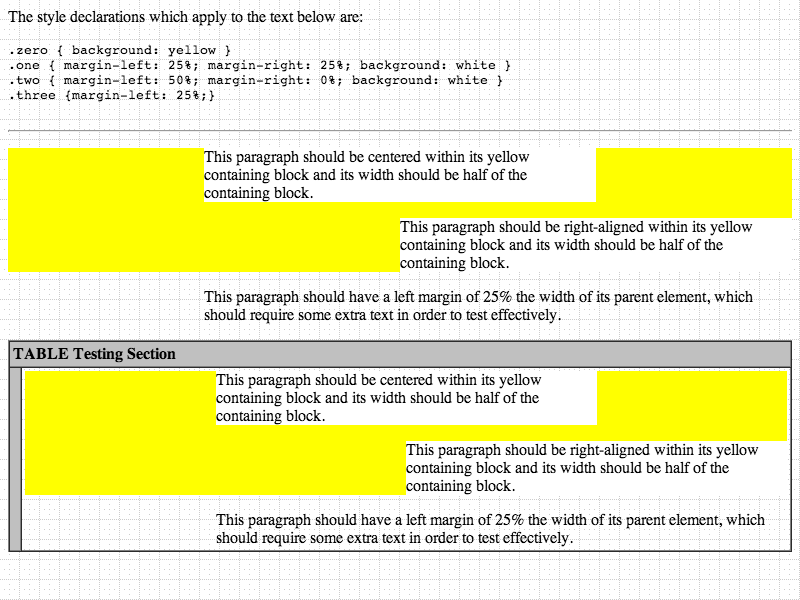 The style declarations which apply to the text below are:
.zero { background: yellow }
.one { margin-left: 25%; margin-right: 25%; background: white }
.two { margin-left: 50%; margin-right: 0%; background: white }
.three {margin-left: 25%;}
This paragraph should be centered within its yellow
containing block and its width should be half of the
containing block.
This paragraph should be right-aligned within its yellow
containing block and its width should be half of the
containing block.
This paragraph should have a left margin of 25% the width of its parent element, which
should require some extra text in order to test effectively.
TABLE Testing Section
This paragraph should be centered within its yellow
containing block and its width should be half of the
containing block.
This paragraph should be right-aligned within its yellow
containing block and its width should be half of the
containing block.
This paragraph should have a left margin of 25% the width of its parent element, which
should require some extra text in order to test effectively.